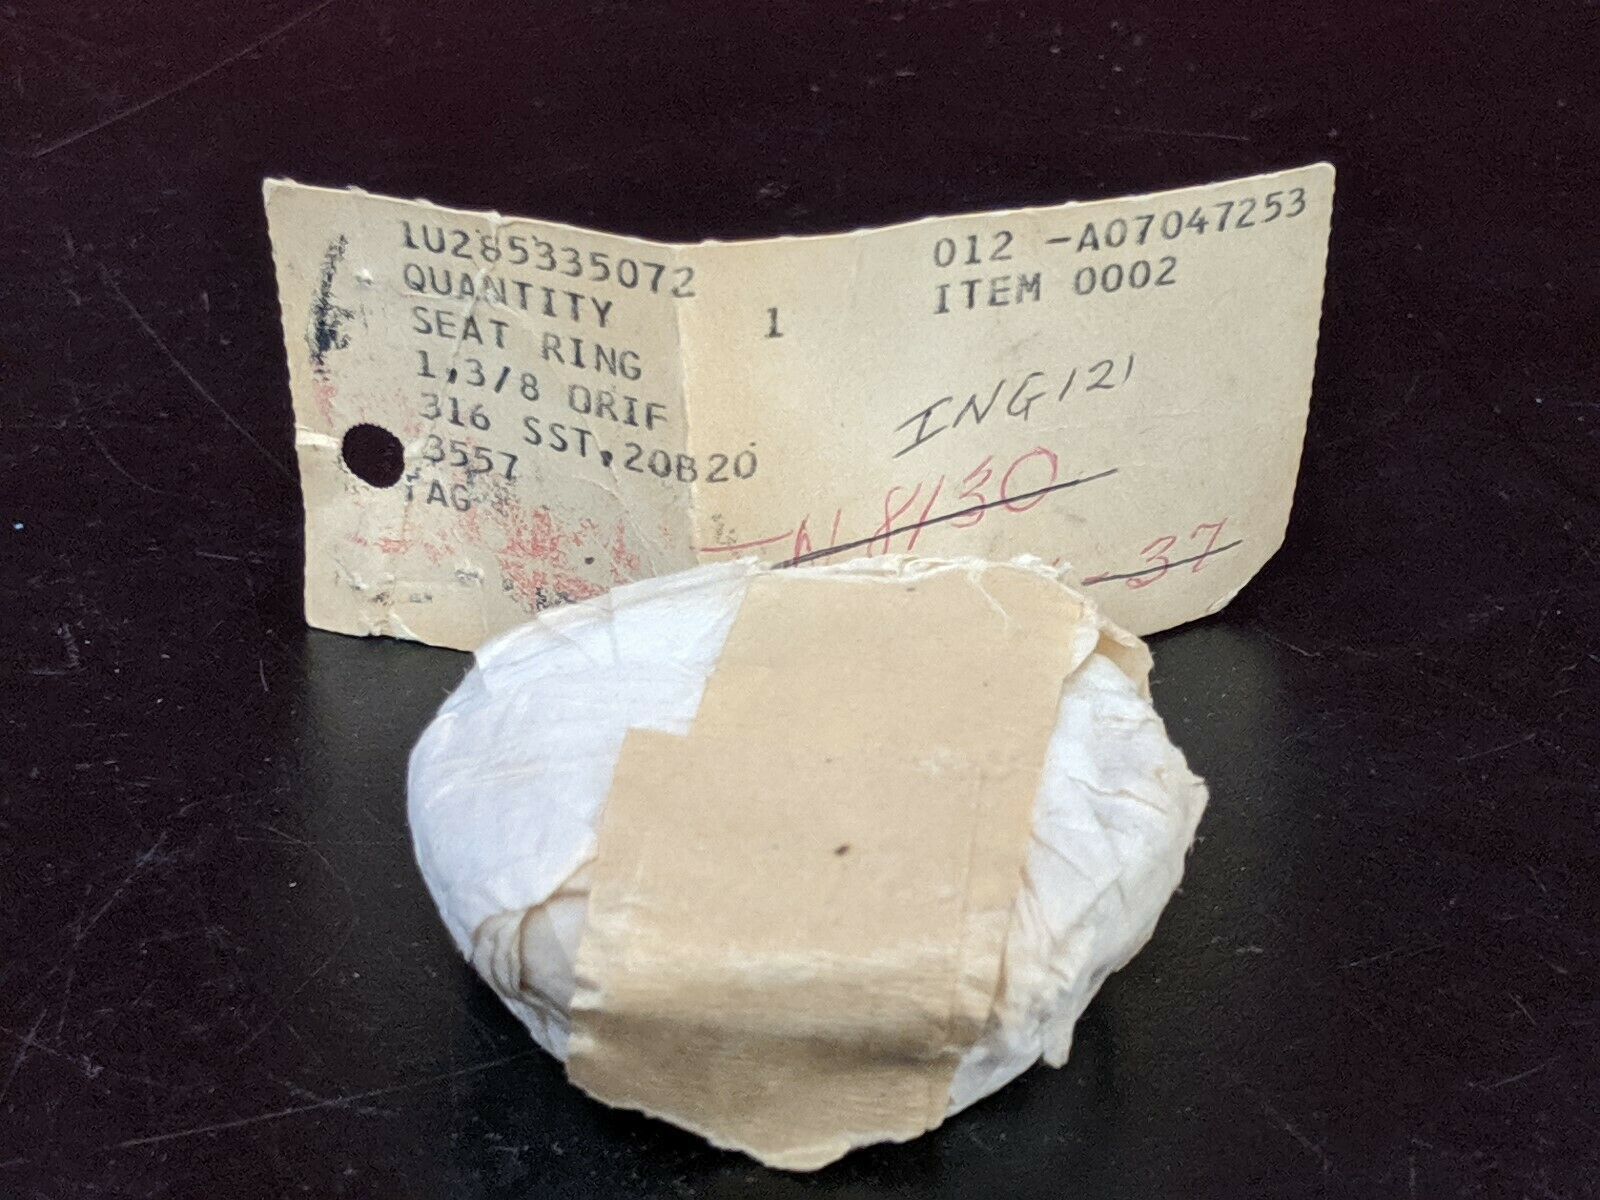 1U285335072
QUANTITY 1
SEAT RING
1,3/8 ORIF
316 SST,20B20
3557
TAG
012 -A07047253
ITEM 0002
ING121
N8130
-37